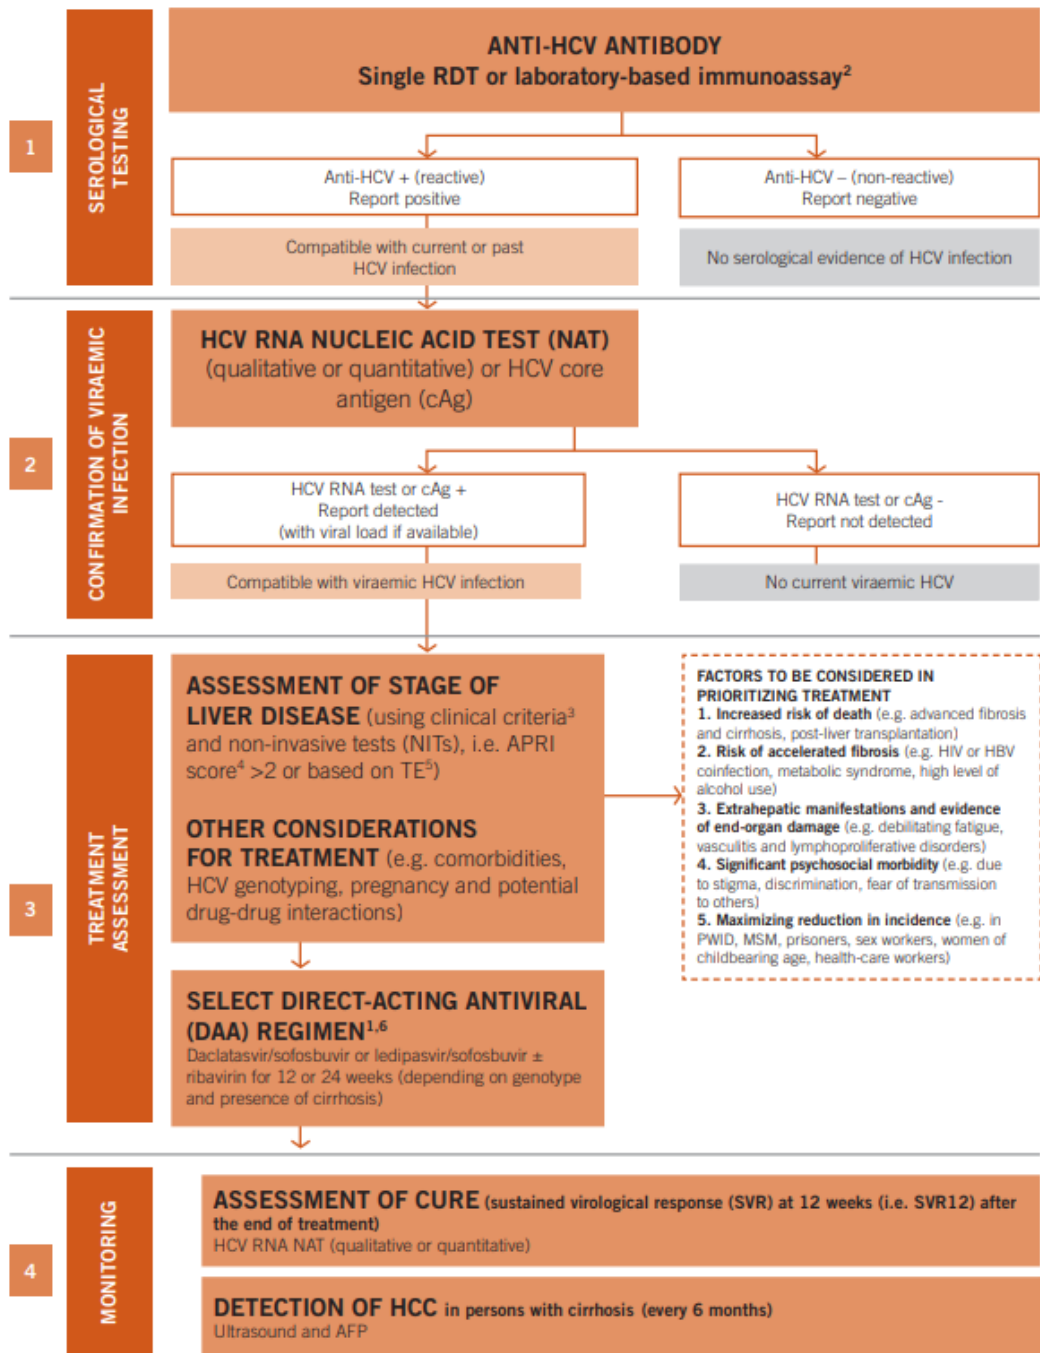 1
SEROLOGICAL
TESTING
ANTI-HCV ANTIBODY
Single RDT or laboratory-based immunoassay²
Anti-HCV + (reactive)
Report positive
Anti-HCV – (non-reactive)
Report negative
Compatible with current or past
HCV infection
No serological evidence of HCV infection
2
CONFIRMATION OF VIRAEMIC
INFECTION
HCV RNA NUCLEIC ACID TEST (NAT)
(qualitative or quantitative) or HCV core
antigen (cAg)
HCV RNA test or cAg +
Report detected
(with viral load if available)
HCV RNA test or cAg -
Report not detected
Compatible with viraemic HCV infection
No current viraemic HCV
3
TREATMENT
ASSESSMENT
ASSESSMENT OF STAGE OF
LIVER DISEASE (using clinical criteria³
and non-invasive tests (NITs), i.e. APRI
score⁴ >2 or based on TE⁵)
OTHER CONSIDERATIONS
FOR TREATMENT (e.g. comorbidities,
HCV genotyping, pregnancy and potential
drug-drug interactions)
FACTORS TO BE CONSIDERED IN
PRIORITIZING TREATMENT
1. Increased risk of death (e.g. advanced fibrosis
and cirrhosis, post-liver transplantation)
2. Risk of accelerated fibrosis (e.g. HIV or HBV
coinfection, metabolic syndrome, high level of
alcohol use)
3. Extrahepatic manifestations and evidence
of end-organ damage (e.g. debilitating fatigue,
vasculitis and lymphoproliferative disorders)
4. Significant psychosocial morbidity (e.g. due
to stigma, discrimination, fear of transmission
to others)
5. Maximizing reduction in incidence (e.g. in
PWID, MSM, prisoners, sex workers, women of
childbearing age, health-care workers)
SELECT DIRECT-ACTING ANTIVIRAL
(DAA) REGIMEN¹,⁶
Daclatasvir/sofosbuvir or ledipasvir/sofosbuvir ±
ribavirin for 12 or 24 weeks (depending on genotype
and presence of cirrhosis)
4
MONITORING
ASSESSMENT OF CURE (sustained virological response (SVR) at 12 weeks (i.e. SVR12) after
the end of treatment)
HCV RNA NAT (qualitative or quantitative)
DETECTION OF HCC in persons with cirrhosis (every 6 months)
Ultrasound and AFP